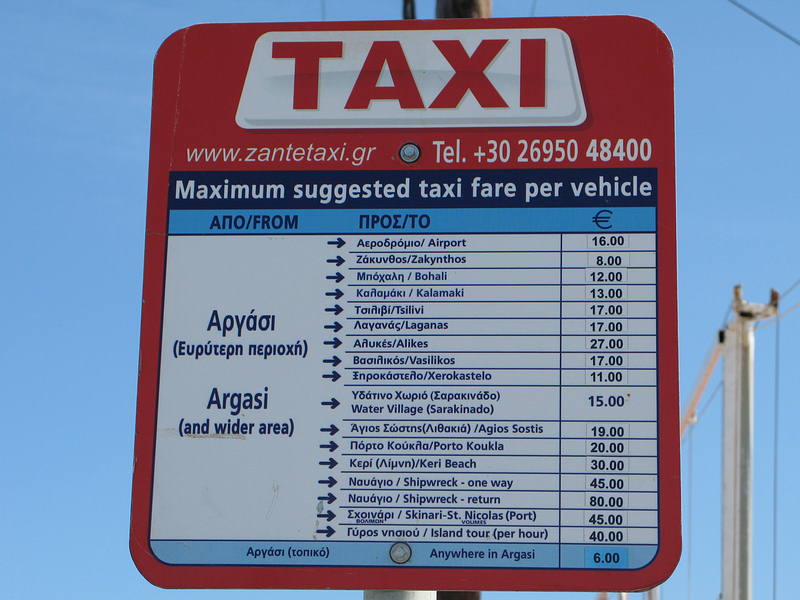 TAXI
www.zantetaxi.gr Tel. +30 26950 48400
Maximum suggested taxi fare per vehicle
ΑΠΟ/FROM ΠΡΟΣ/TO €
Αργάσι
(Ευρύτερη περιοχή)
Argasi
(and wider area)
Αεροδρόμιο/ Airport 16.00
Ζάκυνθος/Zakynthos 8.00
Μπόχαλη / Bohali 12.00
Καλαμάκι / Kalamaki 13.00
Τσιλιβί/Tsilivi 17.00
Λαγανάς/Laganas 17.00
Αλυκές/Alikes 27.00
Βασιλικός/Vasilikos 17.00
Ξηροκάστελο/Xerokastelo 11.00
Υδάτινο Χωριό (Σαρακινάδο)
Water Village (Sarakinado) 15.00
Άγιος Σώστης(Λιθακιά) /Agios Sostis 19.00
Πόρτο Κούκλα/Porto Koukla 20.00
Κερί (Λίμνη)/Keri Beach 30.00
Ναυάγιο / Shipwreck - one way 45.00
Ναυάγιο / Shipwreck - return 80.00
Σχοινάρι / Skinari-St. Nicolas (Port) 45.00
ΒΟΛΙΜΩΝ VOLIMES
Γύρος νησιού / Island tour (per hour) 40.00
Αργάσι (τοπικό) Anywhere in Argasi 6.00